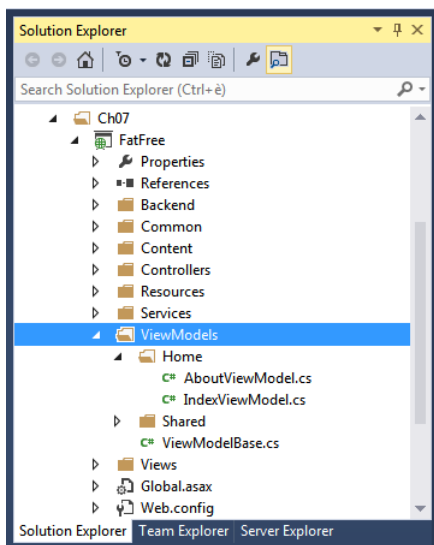 Solution Explorer
Search Solution Explorer (Ctrl+è)
Ch07
FatFree
Properties
References
Backend
Common
Content
Controllers
Resources
Services
ViewModels
Home
C# AboutViewModel.cs
C# IndexViewModel.cs
Shared
C# ViewModelBase.cs
Views
Global.asax
Web.config
Solution Explorer Team Explorer Server Explorer